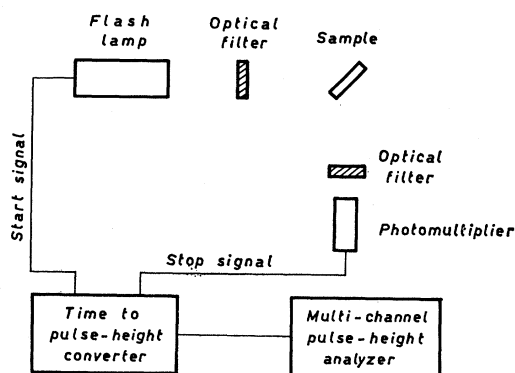 Flash
lamp
Optical
filter
Sample
Start signal
Optical
filter
Photomultiplier
Stop signal
Time to
pulse-height
converter
Multi-channel
pulse-height
analyzer